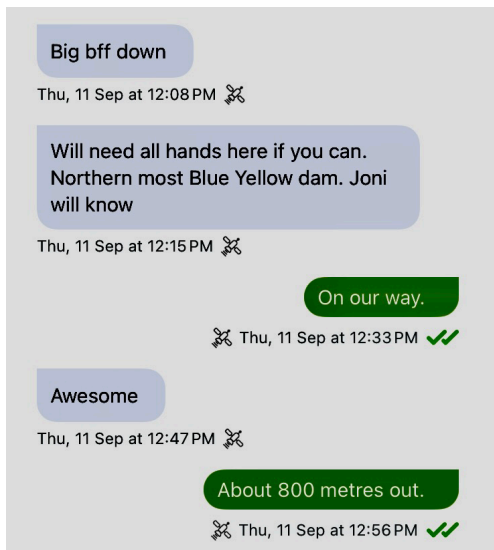 Big bff down
Thu, 11 Sep at 12:08 PM
Will need all hands here if you can.
Northern most Blue Yellow dam. Joni
will know
Thu, 11 Sep at 12:15 PM
On our way.
Thu, 11 Sep at 12:33 PM
Awesome
Thu, 11 Sep at 12:47 PM
About 800 metres out.
Thu, 11 Sep at 12:56 PM